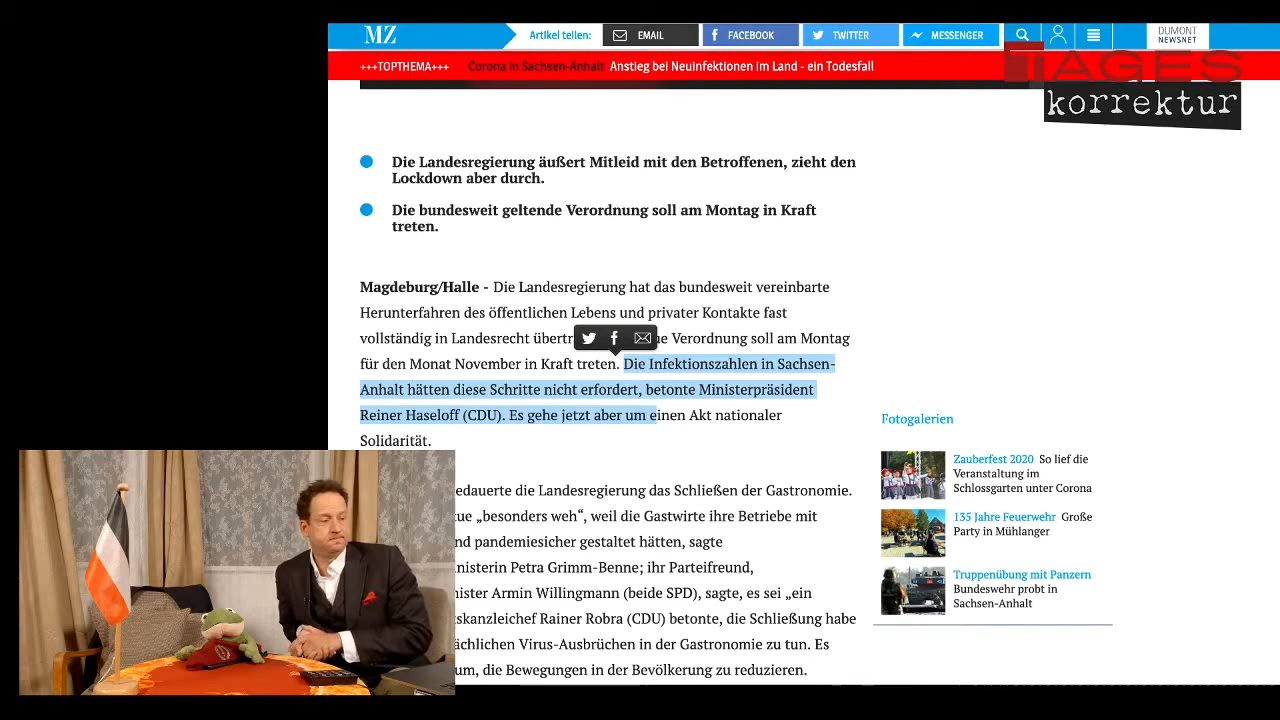 MZ
Artikel teilen:
EMAIL
FACEBOOK
TWITTER
MESSENGER
DUMONT
NEWSNET
+++TOPTHEMA+++ Corona in Sachsen-Anhalt Anstieg bei Neuinfektionen im Land - ein Todesfall
TAGES
korrektur
Die Landesregierung äußert Mitleid mit den Betroffenen, zieht den
Lockdown aber durch.
Die bundesweit geltende Verordnung soll am Montag in Kraft
treten.
Magdeburg/Halle - Die Landesregierung hat das bundesweit vereinbarte
Herunterfahren des öffentlichen Lebens und privater Kontakte fast
vollständig in Landesrecht übertr ue Verordnung soll am Montag
für den Monat November in Kraft treten. Die Infektionszahlen in Sachsen-
Anhalt hätten diese Schritte nicht erfordert, betonte Ministerpräsident
Reiner Haseloff (CDU). Es gehe jetzt aber um einen Akt nationaler
Solidarität.
edauerte die Landesregierung das Schließen der Gastronomie.
tue „besonders weh“, weil die Gastwirte ihre Betriebe mit
nd pandemiesicher gestaltet hätten, sagte
nisterin Petra Grimm-Benne; ihr Parteifreund,
nister Armin Willingmann (beide SPD), sagte, es sei „ein
skanzleichef Rainer Robra (CDU) betonte, die Schließung habe
ächlichen Virus-Ausbrüchen in der Gastronomie zu tun. Es
um, die Bewegungen in der Bevölkerung zu reduzieren.
Fotogalerien
Zauberfest 2020 So lief die
Veranstaltung im
Schlossgarten unter Corona
135 Jahre Feuerwehr Große
Party in Mühlanger
Truppenübung mit Panzern
Bundeswehr probt in
Sachsen-Anhalt